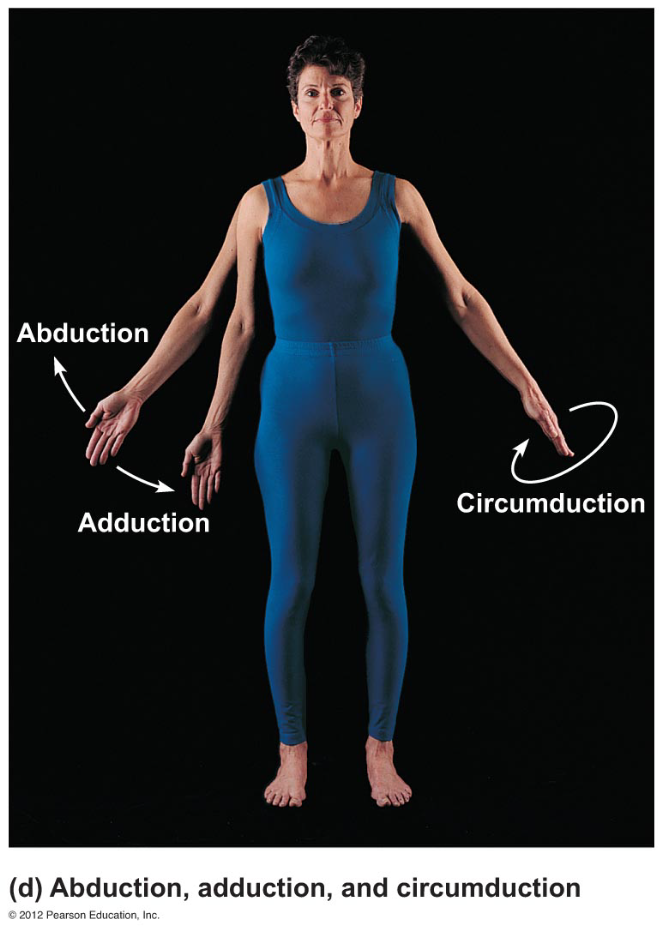 Abduction
Adduction
Circumduction
(d) Abduction, adduction, and circumduction
© 2012 Pearson Education, Inc.